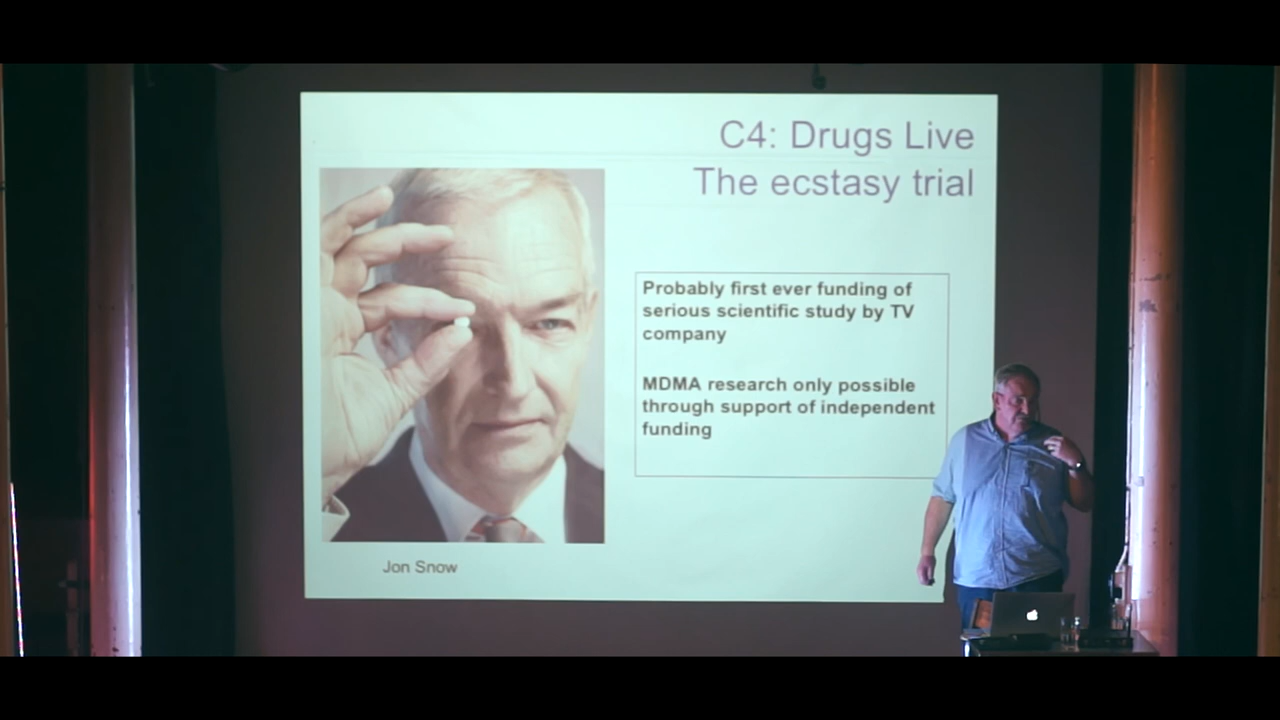 C4: Drugs Live
The ecstasy trial
Probably first ever funding of
serious scientific study by TV
company
MDMA research only possible
through support of independent
funding
Jon Snow